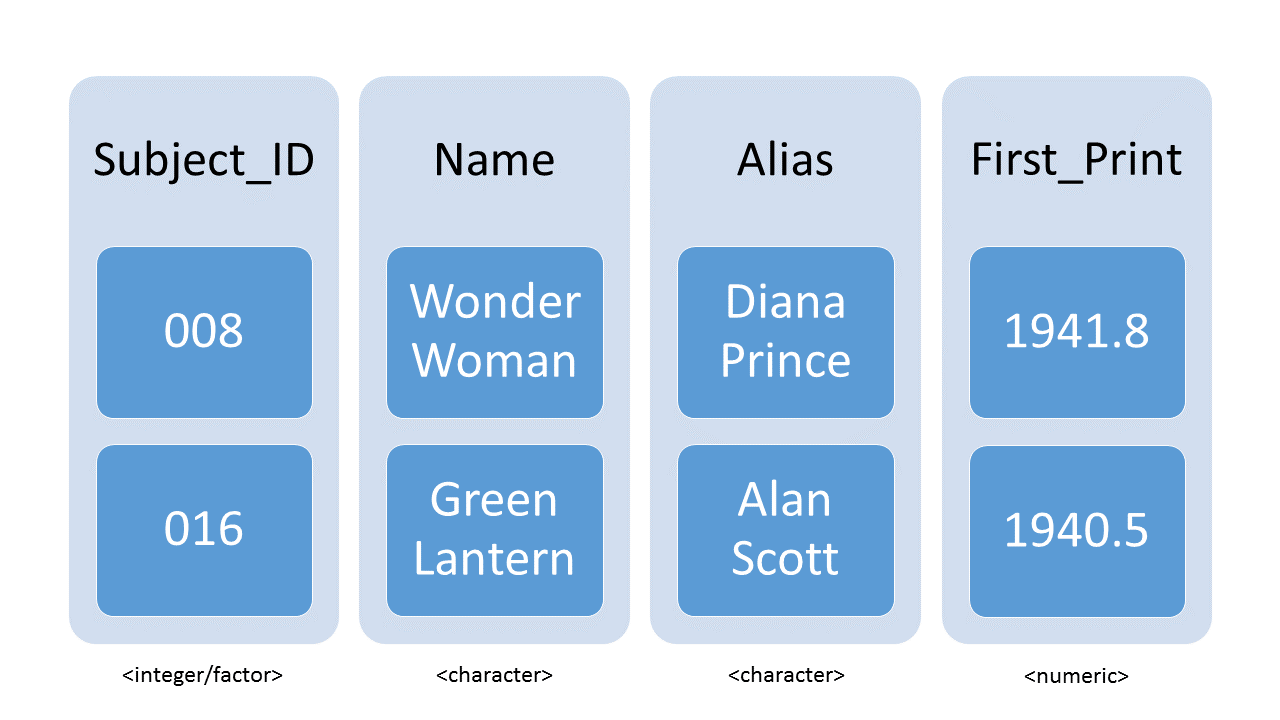 Subject_ID Name Alias First_Print
008 Wonder Woman Diana Prince 1941.8
016 Green Lantern Alan Scott 1940.5
<integer/factor> <character> <character> <numeric>